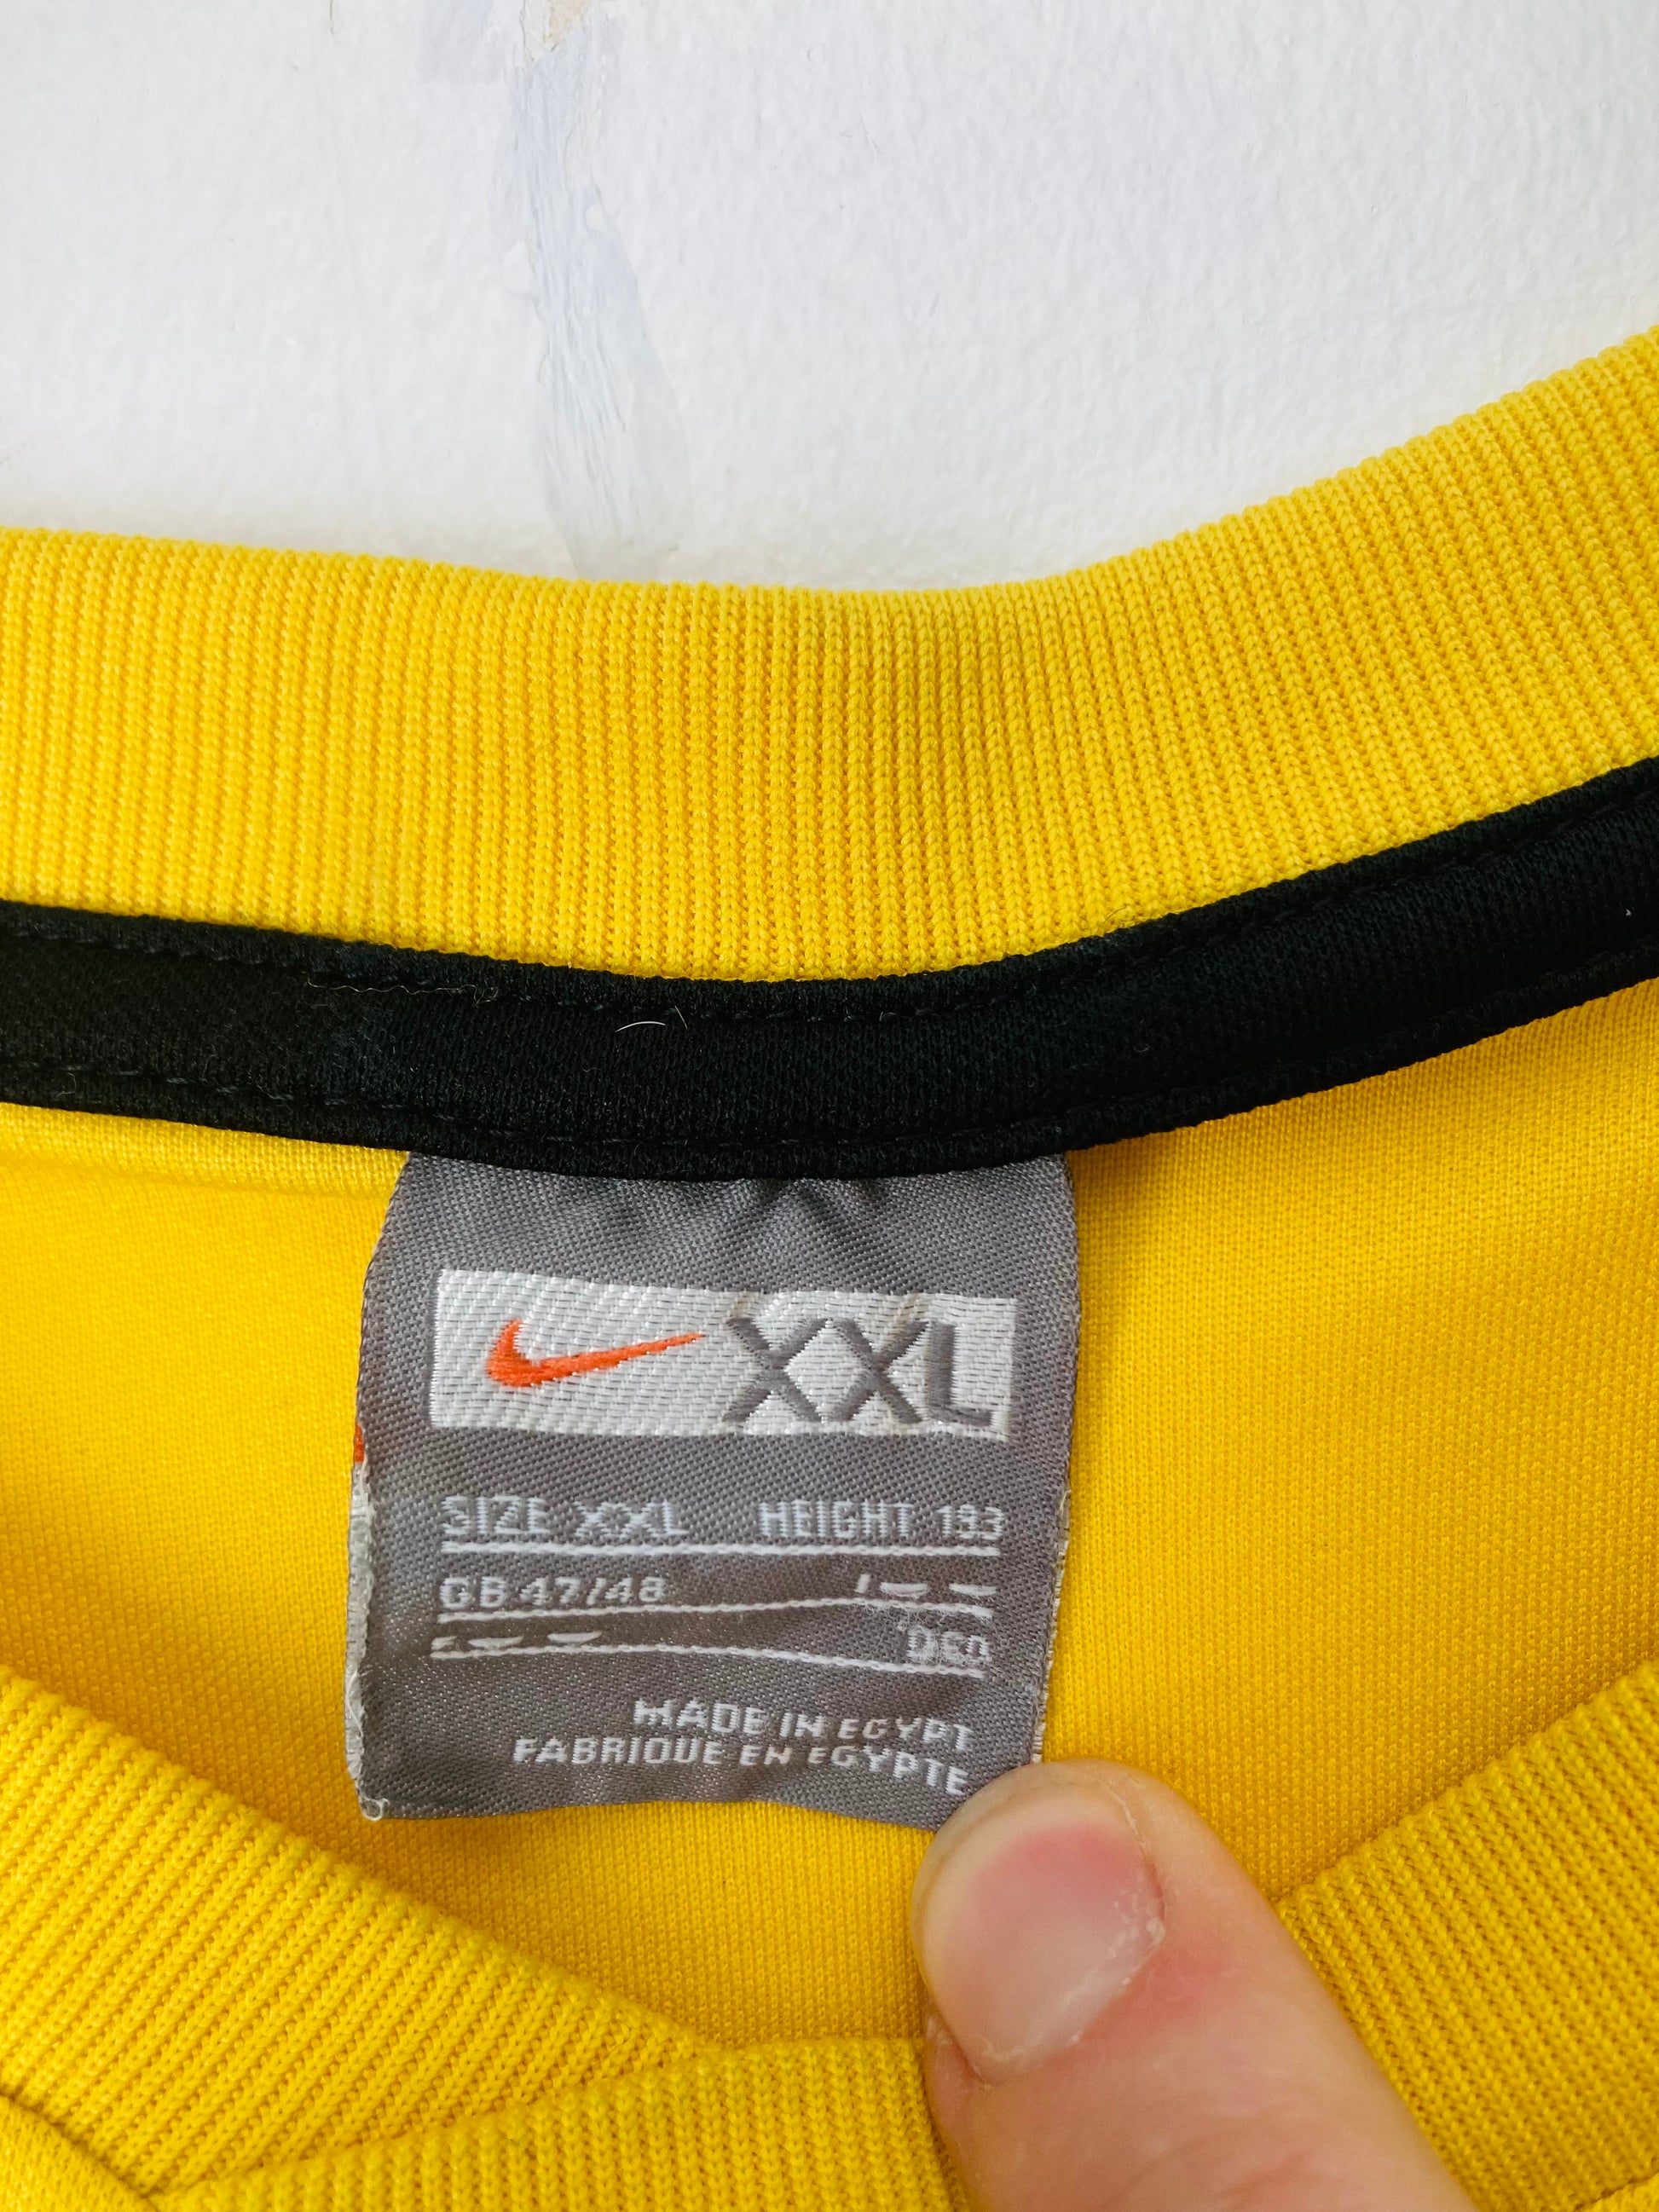 XXL
SIZE XXL HEIGHT 193
GB 47/48
MADE IN EGYPT
FABRIQUE EN EGYPTE